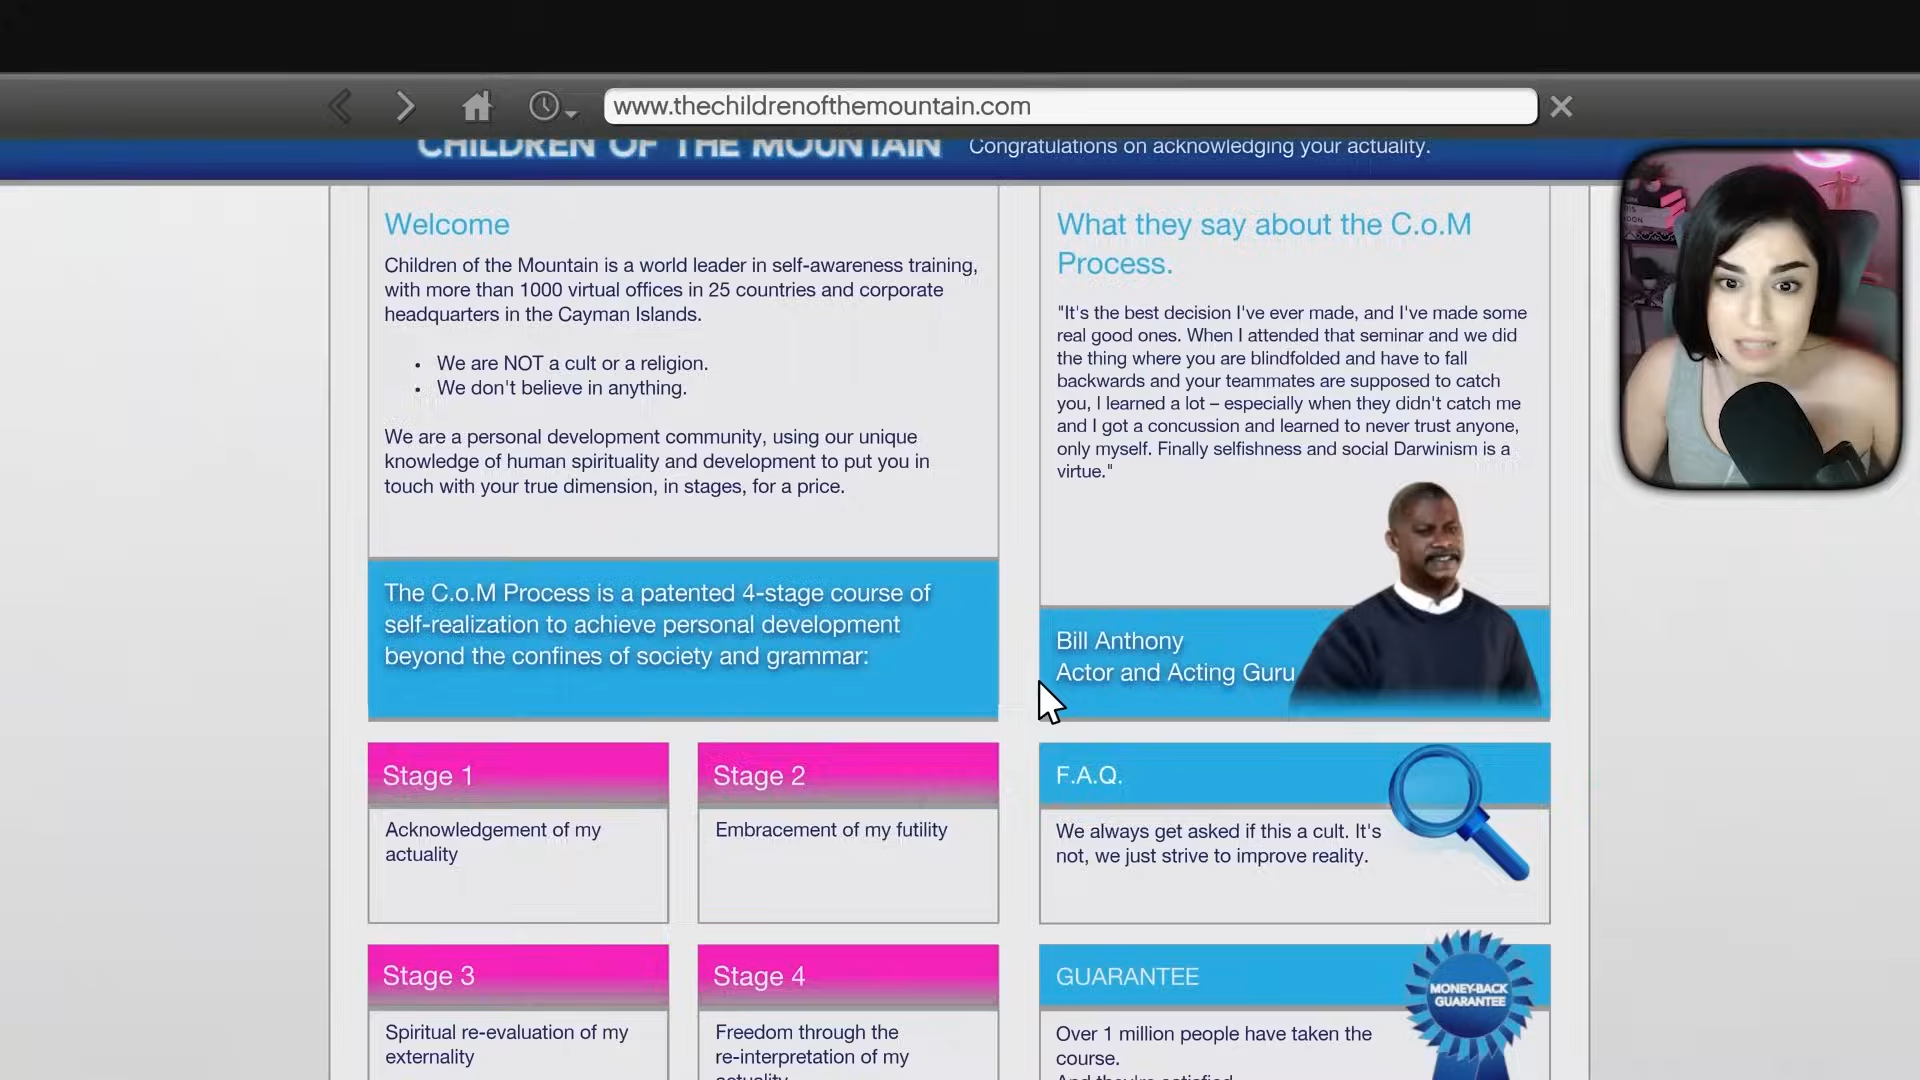 www.thechildrenofthemountain.com
CHILDREN OF THE MOUNTAIN
Congratulations on acknowledging your actuality.
Welcome
Children of the Mountain is a world leader in self-awareness training,
with more than 1000 virtual offices in 25 countries and corporate
headquarters in the Cayman Islands.
• We are NOT a cult or a religion.
• We don't believe in anything.
We are a personal development community, using our unique
knowledge of human spirituality and development to put you in
touch with your true dimension, in stages, for a price.
The C.o.M Process is a patented 4-stage course of
self-realization to achieve personal development
beyond the confines of society and grammar:
What they say about the C.o.M
Process.
"It's the best decision I've ever made, and I've made some
real good ones. When I attended that seminar and we did
the thing where you are blindfolded and have to fall
backwards and your teammates are supposed to catch
you, I learned a lot – especially when they didn't catch me
and I got a concussion and learned to never trust anyone,
only myself. Finally selfishness and social Darwinism is a
virtue."
Bill Anthony
Actor and Acting Guru
Stage 1
Acknowledgement of my
actuality
Stage 2
Embracement of my futility
F.A.Q.
We always get asked if this a cult. It's
not, we just strive to improve reality.
Stage 3
Spiritual re-evaluation of my
externality
Stage 4
Freedom through the
re-interpretation of my
actuality
GUARANTEE
MONEY-BACK
GUARANTEE
Over 1 million people have taken the
course.
And they're satisfied